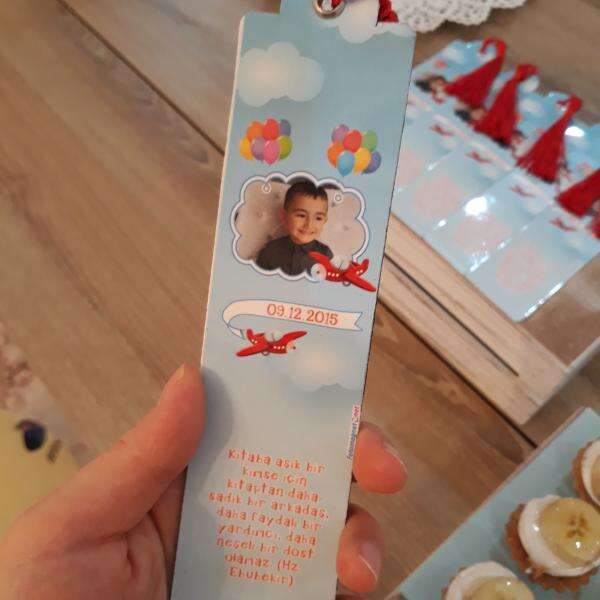 09.12.2015
Kitaba aşık bir
kimse için
kitaptan daha
sadık bir arkadaş,
daha faydalı bir
yardımcı, daha
neşeli bir dost
olamaz (Hz
Ebubekir)